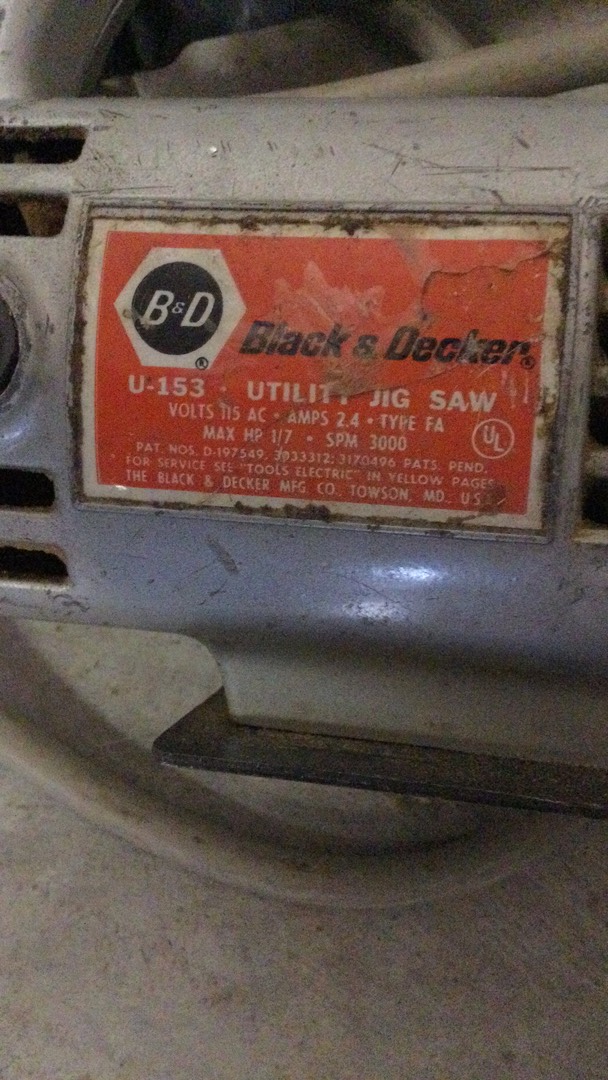 B&D
®
Black & Decker®
U-153 · UTILITY JIG SAW
VOLTS 115 AC · AMPS 2.4 · TYPE FA
MAX HP 1/7 · SPM 3000
UL
PAT. NOS. D-197549, 3033312; 3170496 PATS. PEND.
FOR SERVICE SEE "TOOLS ELECTRIC" IN YELLOW PAGES
THE BLACK & DECKER MFG. CO., TOWSON, MD., U.S.